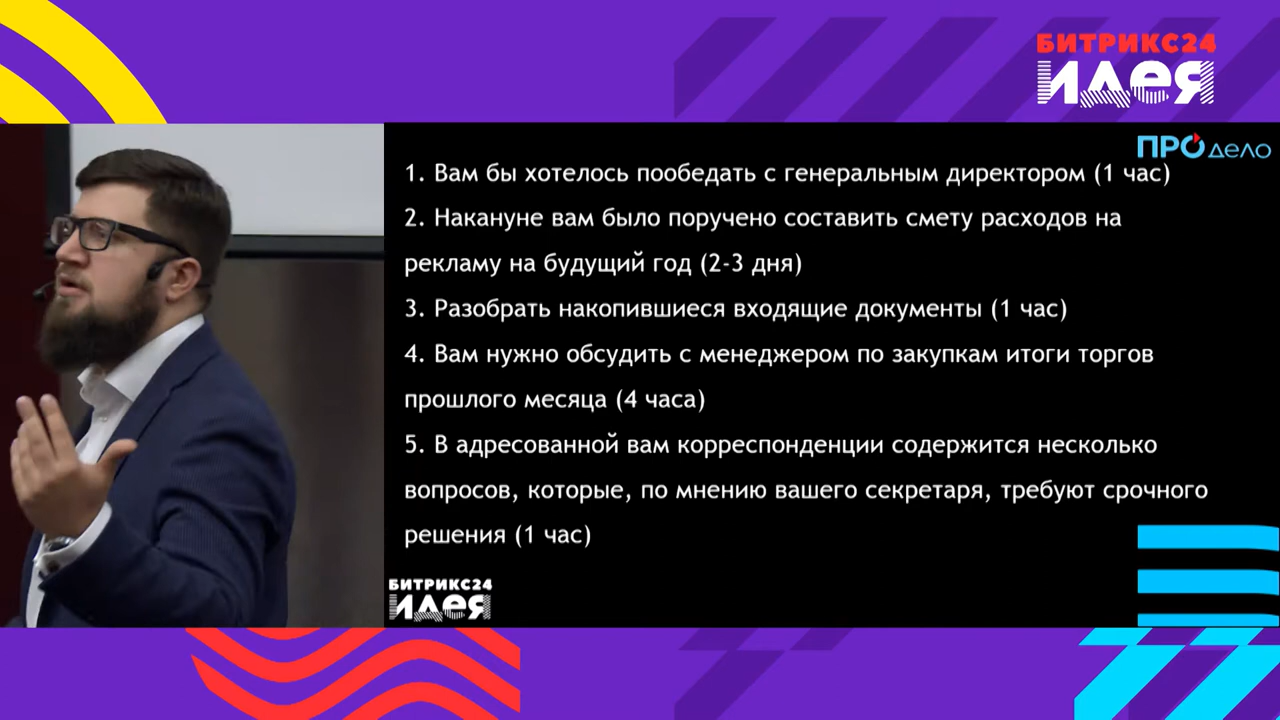 БИТРИКС24
идея
ПРОдело
1. Вам бы хотелось пообедать с генеральным директором (1 час)
2. Накануне вам было поручено составить смету расходов на
рекламу на будущий год (2-3 дня)
3. Разобрать накопившиеся входящие документы (1 час)
4. Вам нужно обсудить с менеджером по закупкам итоги торгов
прошлого месяца (4 часа)
5. В адресованной вам корреспонденции содержится несколько
вопросов, которые, по мнению вашего секретаря, требуют срочного
решения (1 час)
БИТРИКС24
идея